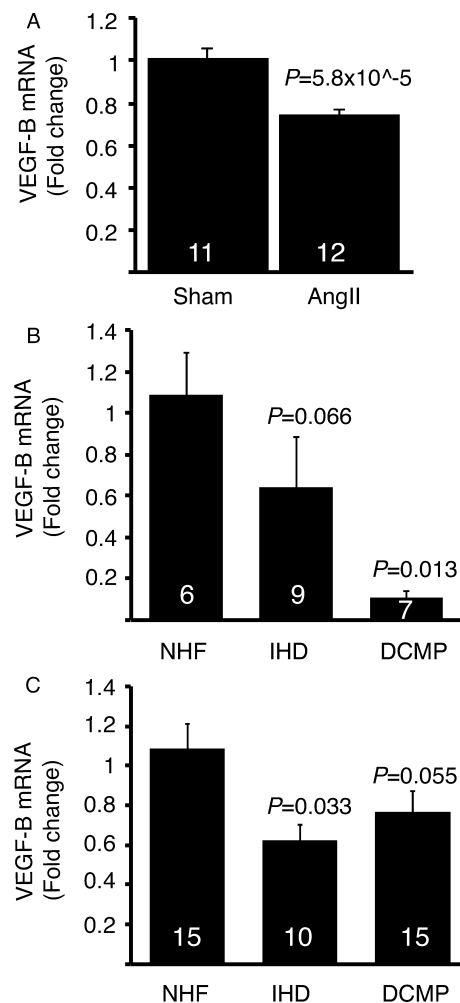 A
VEGF-B mRNA
(Fold change)
1.2
1
0.8
0.6
0.4
0.2
P=5.8x10^-5
11
12
Sham
AngII
B
VEGF-B mRNA
(Fold change)
1.4
1.2
1
0.8
0.6
0.4
0.2
P=0.066
P=0.013
6
9
7
NHF
IHD
DCMP
C
VEGF-B mRNA
(Fold change)
1.4
1.2
1
0.8
0.6
0.4
0.2
P=0.033
P=0.055
15
10
15
NHF
IHD
DCMP